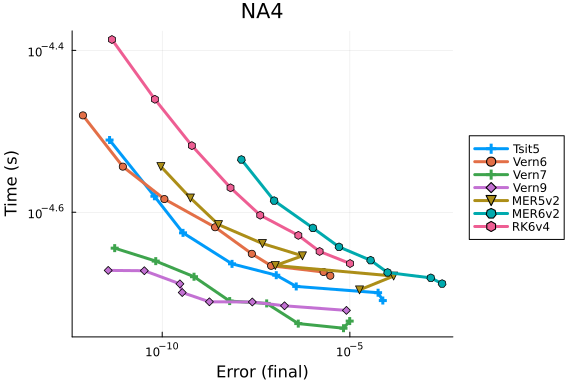 NA4
10^-4.4
10^-4.6
Time (s)
10^-10
10^-5
Error (final)
Tsit5
Vern6
Vern7
Vern9
MER5v2
MER6v2
RK6v4